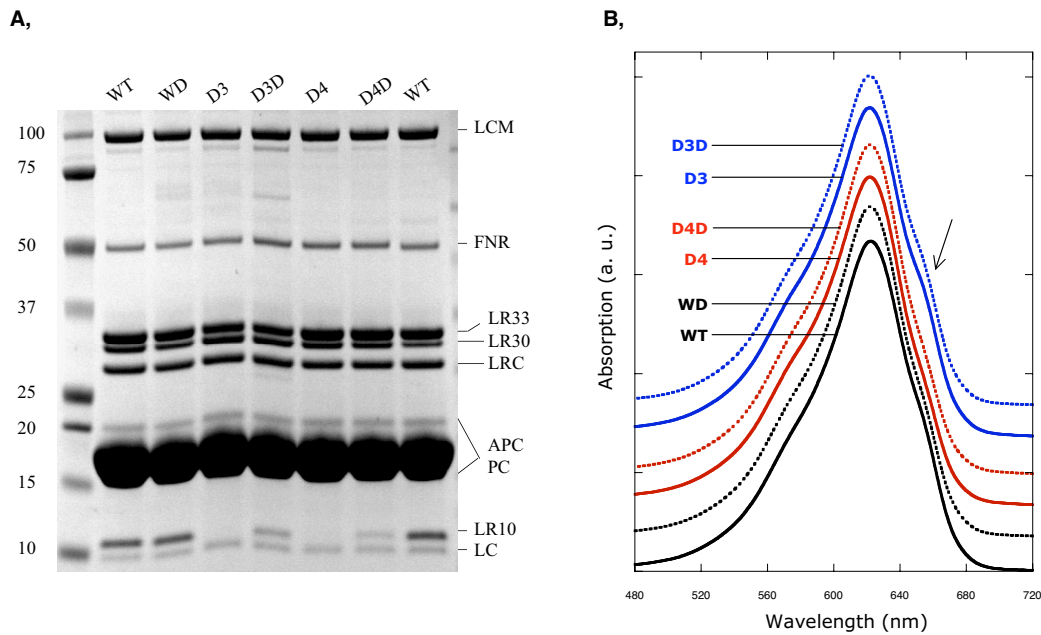 A,
WT WD D3 D3D D4 D4D WT
100
75
50
37
25
20
15
10
LCM
FNR
LR33
LR30
LRC
APC
PC
LR10
LC
B,
Absorption (a. u.)
D3D
D3
D4D
D4
WD
WT
480 520 560 600 640 680 720
Wavelength (nm)